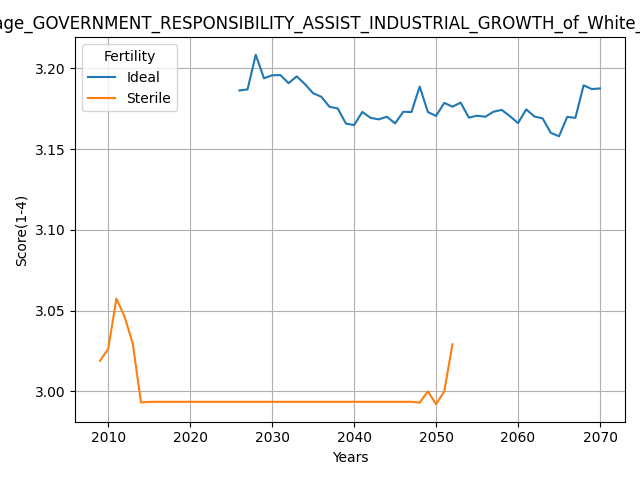 age_GOVERNMENT_RESPONSIBILITY_ASSIST_INDUSTRIAL_GROWTH_of_White_
Fertility
Ideal
Sterile
3.20
3.15
3.10
3.05
3.00
Score(1-4)
2010 2020 2030 2040 2050 2060 2070
Years